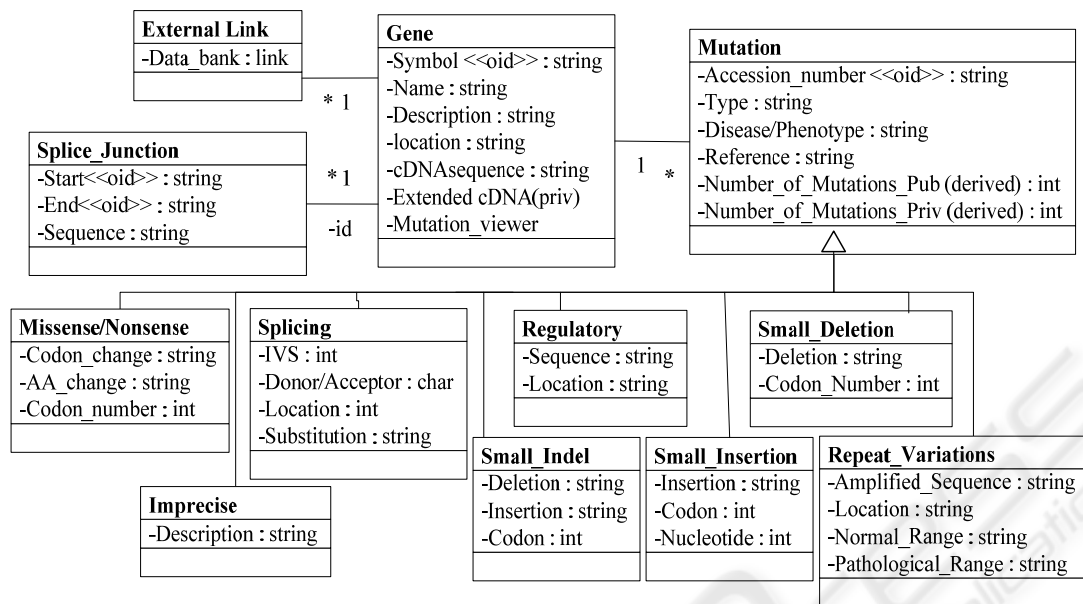 External Link
-Data_bank : link
* 1
Gene
-Symbol <<oid>> : string
-Name : string
-Description : string
-location : string
-cDNAsequence : string
-Extended cDNA(priv)
-Mutation_viewer
Mutation
-Accession_number <<oid>> : string
-Type : string
-Disease/Phenotype : string
-Reference : string
-Number_of_Mutations_Pub (derived) : int
-Number_of_Mutations_Priv (derived) : int
1
*
Splice_Junction
-Start<<oid>> : string
-End<<oid>> : string
-Sequence : string
*1
-id
Missense/Nonsense
-Codon_change : string
-AA_change : string
-Codon_number : int
Splicing
-IVS : int
-Donor/Acceptor : char
-Location : int
-Substitution : string
Regulatory
-Sequence : string
-Location : string
Small_Deletion
-Deletion : string
-Codon_Number : int
Imprecise
-Description : string
Small_Indel
-Deletion : string
-Insertion : string
-Codon : int
Small_Insertion
-Insertion : string
-Codon : int
-Nucleotide : int
Repeat_Variations
-Amplified_Sequence : string
-Location : string
-Normal_Range : string
-Pathological_Range : string